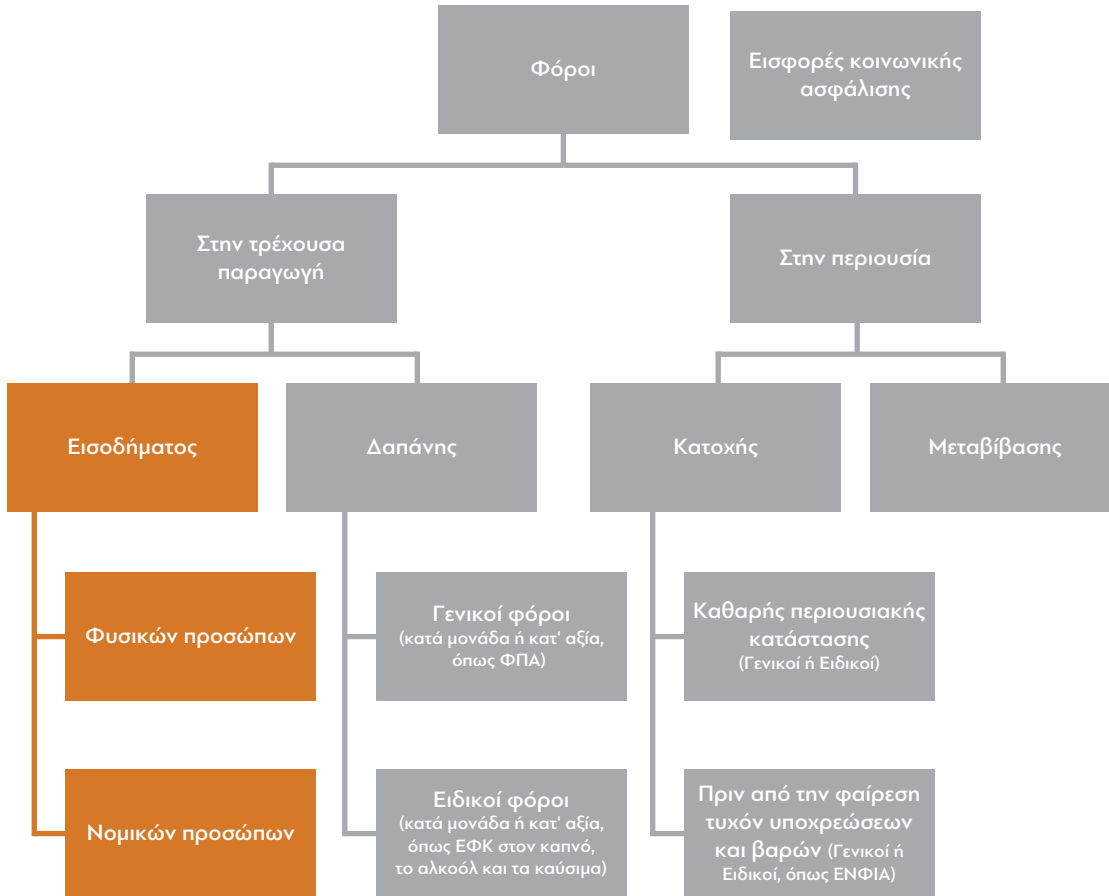 Φόροι
Εισφορές κοινωνικής
ασφάλισης
Στην τρέχουσα
παραγωγή
Στην περιουσία
Εισοδήματος
Δαπάνης
Κατοχής
Μεταβίβασης
Φυσικών προσώπων
Γενικοί φόροι
(κατά μονάδα ή κατ' αξία,
όπως ΦΠΑ)
Καθαρής περιουσιακής
κατάστασης
(Γενικοί ή Ειδικοί)
Νομικών προσώπων
Ειδικοί φόροι
(κατά μονάδα ή κατ' αξία,
όπως ΕΦΚ στον καπνό,
το αλκοόλ και τα καύσιμα)
Πριν από την φαίρεση
τυχόν υποχρεώσεων
και βαρών (Γενικοί ή
Ειδικοί, όπως ΕΝΦΙΑ)